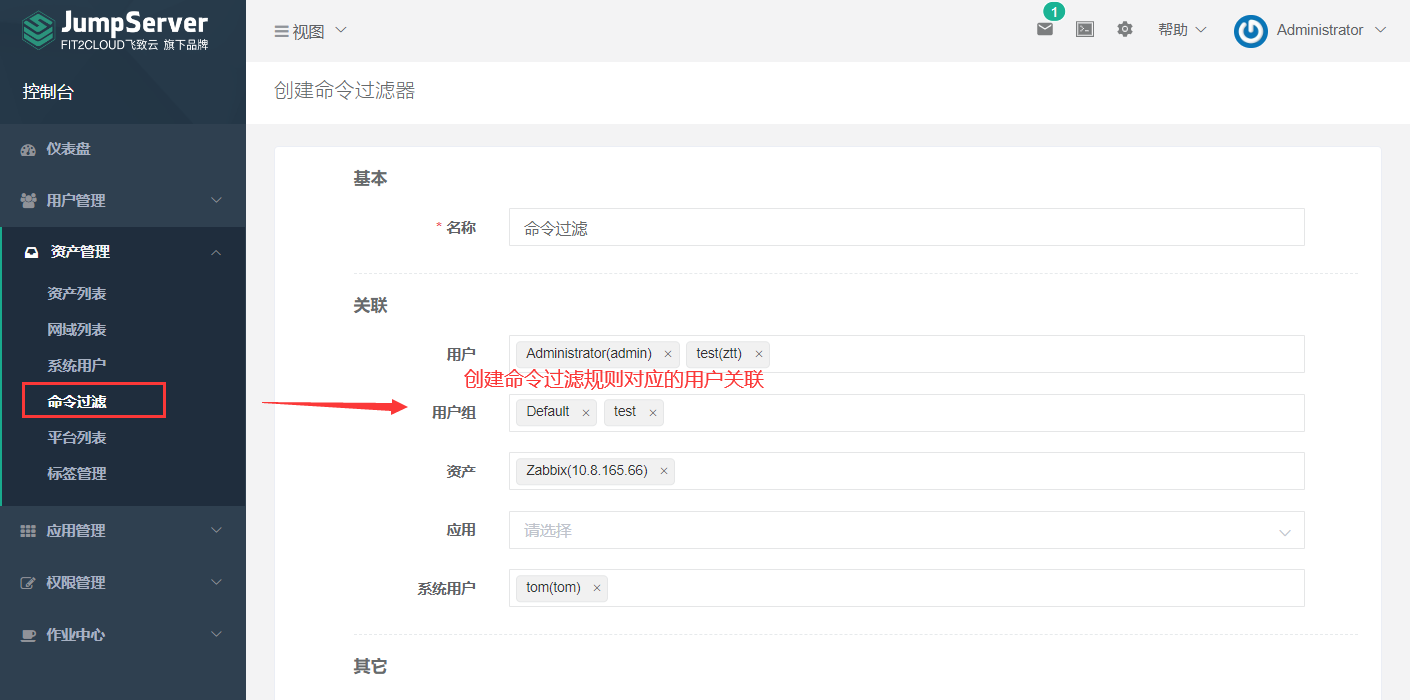 JumpServer
FIT2CLOUD飞致云 旗下品牌
控制台
仪表盘
用户管理
资产管理
资产列表
网域列表
系统用户
命令过滤
平台列表
标签管理
应用管理
权限管理
作业中心
视图
1
帮助
Administrator
创建命令过滤器
基本
* 名称 命令过滤
关联
用户 Administrator(admin) × test(ztt) ×
创建命令过滤规则对应的用户关联
用户组 Default × test ×
资产 Zabbix(10.8.165.66) ×
应用 请选择
系统用户 tom(tom) ×
其它